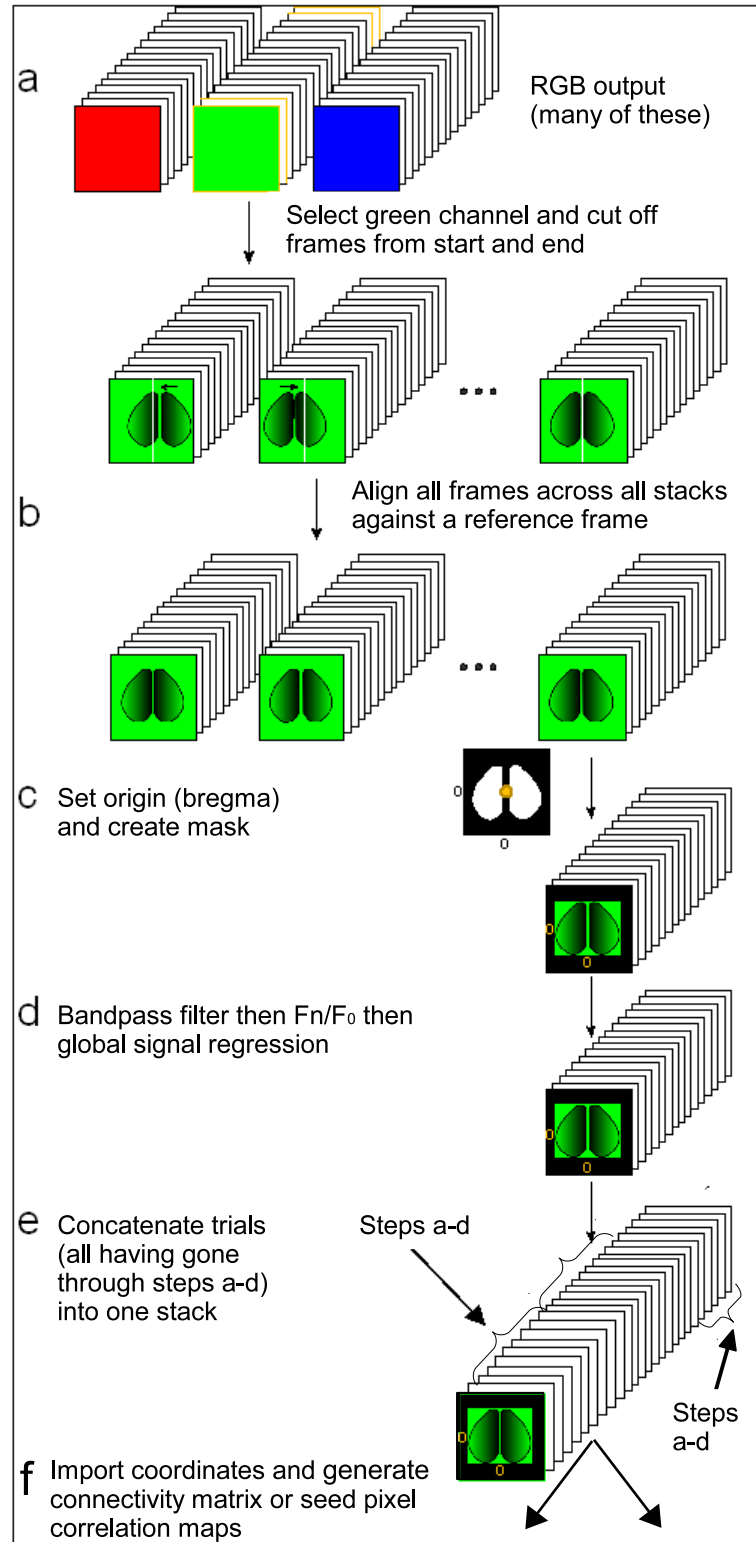 a
RGB output
(many of these)
Select green channel and cut off
frames from start and end
...
b
Align all frames across all stacks
against a reference frame
...
c
Set origin (bregma)
and create mask
0
0
0
0
d
Bandpass filter then Fn/F₀ then
global signal regression
0
0
e
Concatenate trials
(all having gone
through steps a-d)
into one stack
Steps a-d
Steps
a-d
0
0
f
Import coordinates and generate
connectivity matrix or seed pixel
correlation maps